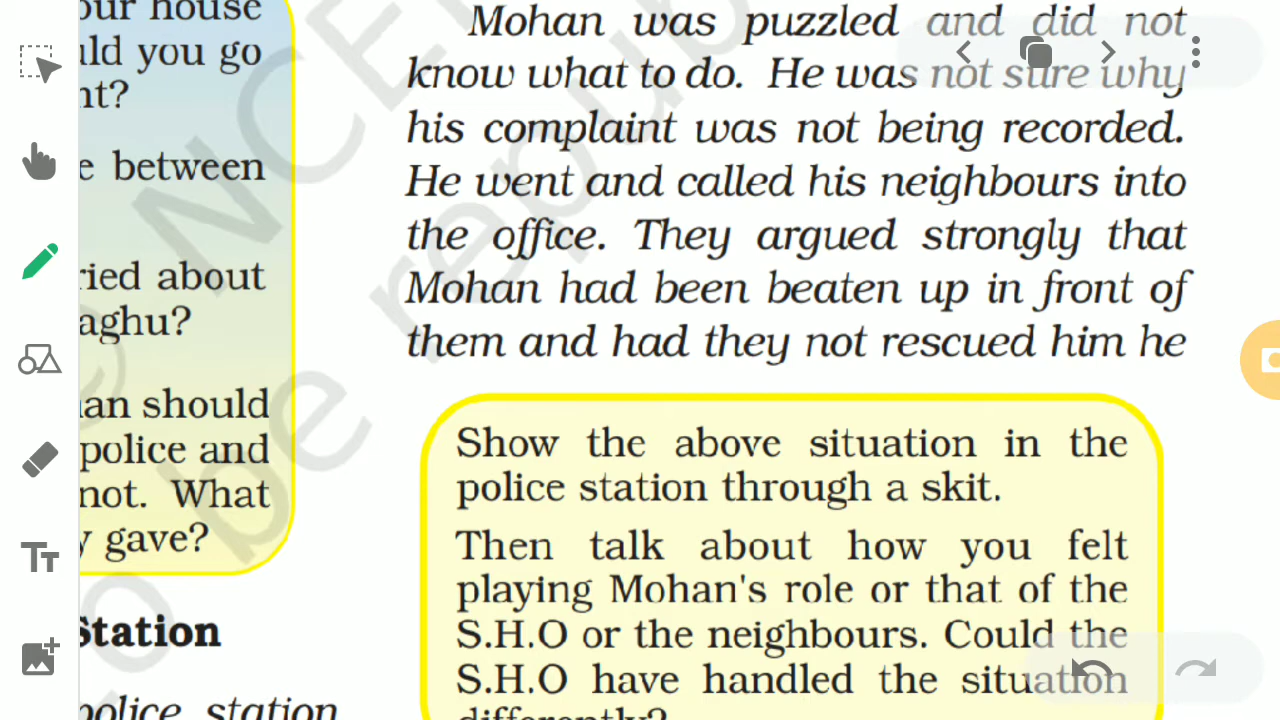 our house
uld you go
nt?
e between
ried about
aghu?
an should
police and
not. What
y gave?
Station
police station
Mohan was puzzled and did not
know what to do. He was not sure why
his complaint was not being recorded.
He went and called his neighbours into
the office. They argued strongly that
Mohan had been beaten up in front of
them and had they not rescued him he
Show the above situation in the
police station through a skit.
Then talk about how you felt
playing Mohan's role or that of the
S.H.O or the neighbours. Could the
S.H.O have handled the situation
differently?
© NCE
o be repub
Tт